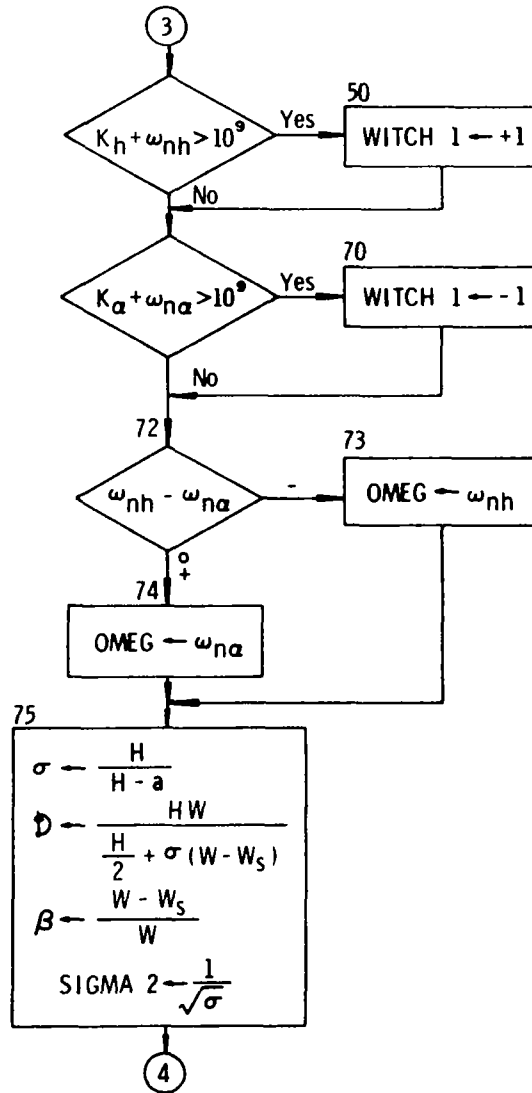 3
50
K_h + ω_nh > 10^9
Yes
WITCH 1 ← +1
No
70
K_α + ω_nα > 10^9
Yes
WITCH 1 ← -1
No
72
73
ω_nh - ω_nα
-
OMEG ← ω_nh
o
+
74
OMEG ← ω_nα
75
σ ← H / (H - a)
D ← HW / (H/2 + σ (W - W_s))
β ← (W - W_s) / W
SIGMA 2 ← 1/√σ
4